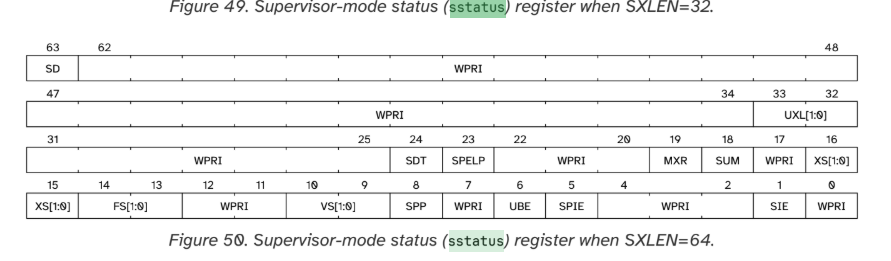 Figure 49. Supervisor-mode status (sstatus) register when SXLEN=32.
63 62 48
SD WPRI
47 34 33 32
WPRI UXL[1:0]
31 25 24 23 22 20 19 18 17 16
WPRI SDT SPELP WPRI MXR SUM WPRI XS[1:0]
15 14 13 12 11 10 9 8 7 6 5 4 2 1 0
XS[1:0] FS[1:0] WPRI VS[1:0] SPP WPRI UBE SPIE WPRI SIE WPRI
Figure 50. Supervisor-mode status (sstatus) register when SXLEN=64.